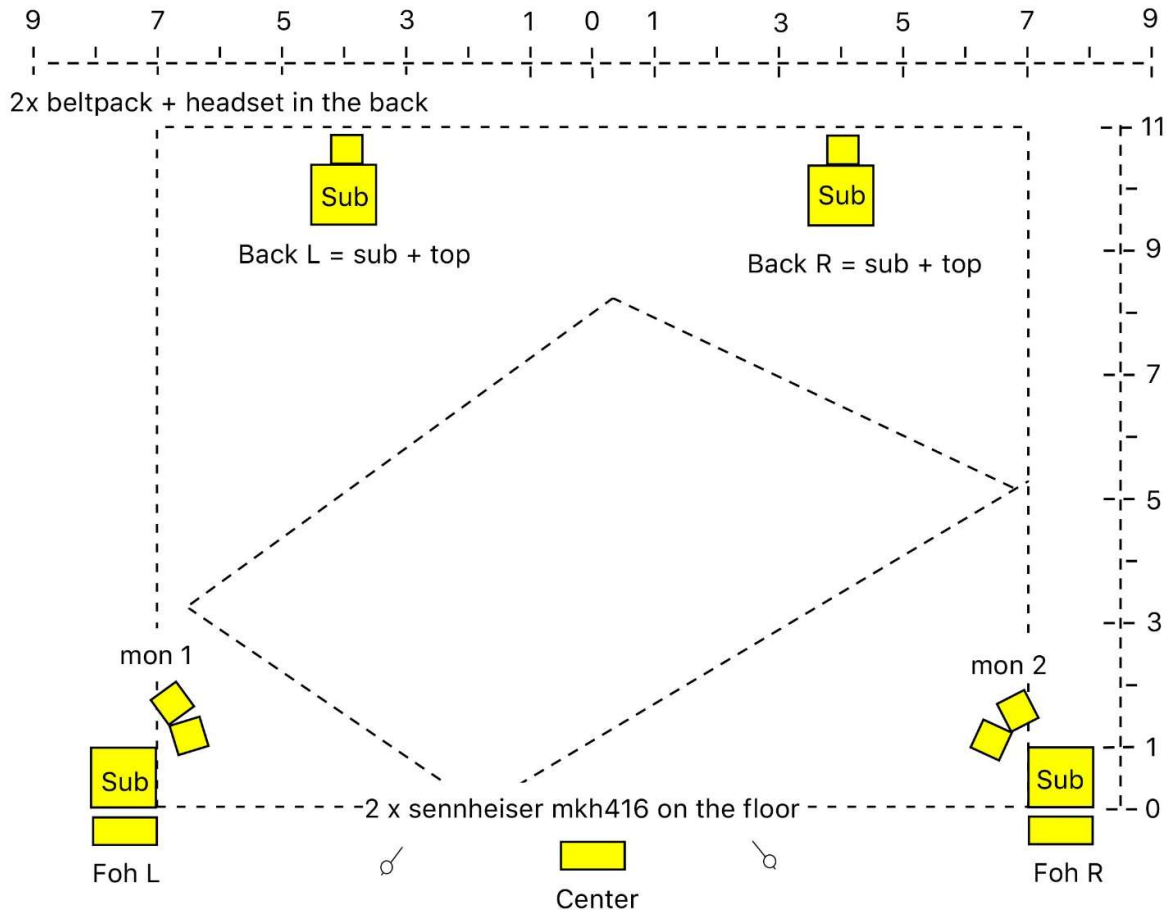 9 7 5 3 1 0 1 3 5 7 9
2x beltpack + headset in the back
11
Sub Sub
Back L = sub + top
Back R = sub + top
9
7
5
3
mon 1
mon 2
1
Sub Sub
0
2 x sennheiser mkh416 on the floor
Foh L
Foh R
Center